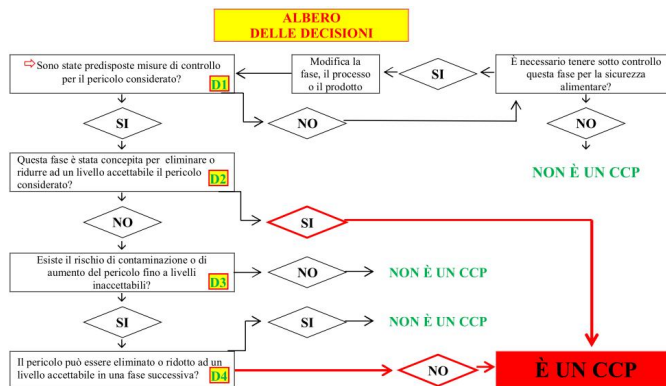 ALBERO
DELLE DECISIONI
⇨Sono state predisposte misure di controllo
per il pericolo considerato?
D1
Modifica la
fase, il processo
o il prodotto
SI
È necessario tenere sotto controllo
questa fase per la sicurezza
alimentare?
SI
NO
NO
NON È UN CCP
Questa fase è stata concepita per eliminare o
ridurre ad un livello accettabile il pericolo
considerato?
D2
NO
SI
Esiste il rischio di contaminazione o di
aumento del pericolo fino a livelli
inaccettabili?
D3
NO
NON È UN CCP
SI
SI
NON È UN CCP
Il pericolo può essere eliminato o ridotto ad un
livello accettabile in una fase successiva?
D4
NO
È UN CCP